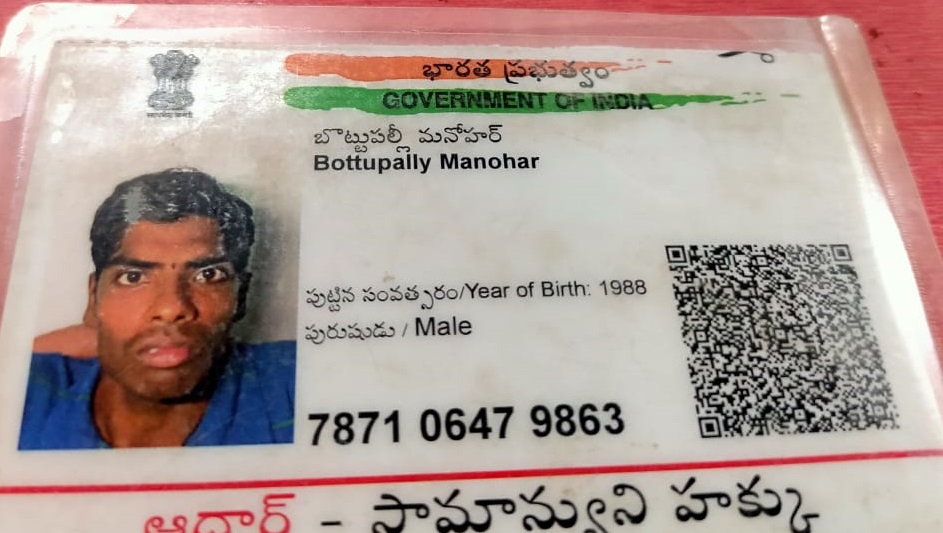 భారత ప్రభుత్వం
GOVERNMENT OF INDIA
బొట్టుపల్లీ మనోహర్
Bottupally Manohar
పుట్టిన సంవత్సరం/Year of Birth: 1988
పురుషుడు / Male
7871 0647 9863
ఆధార్ - సామాన్యుని హక్కు